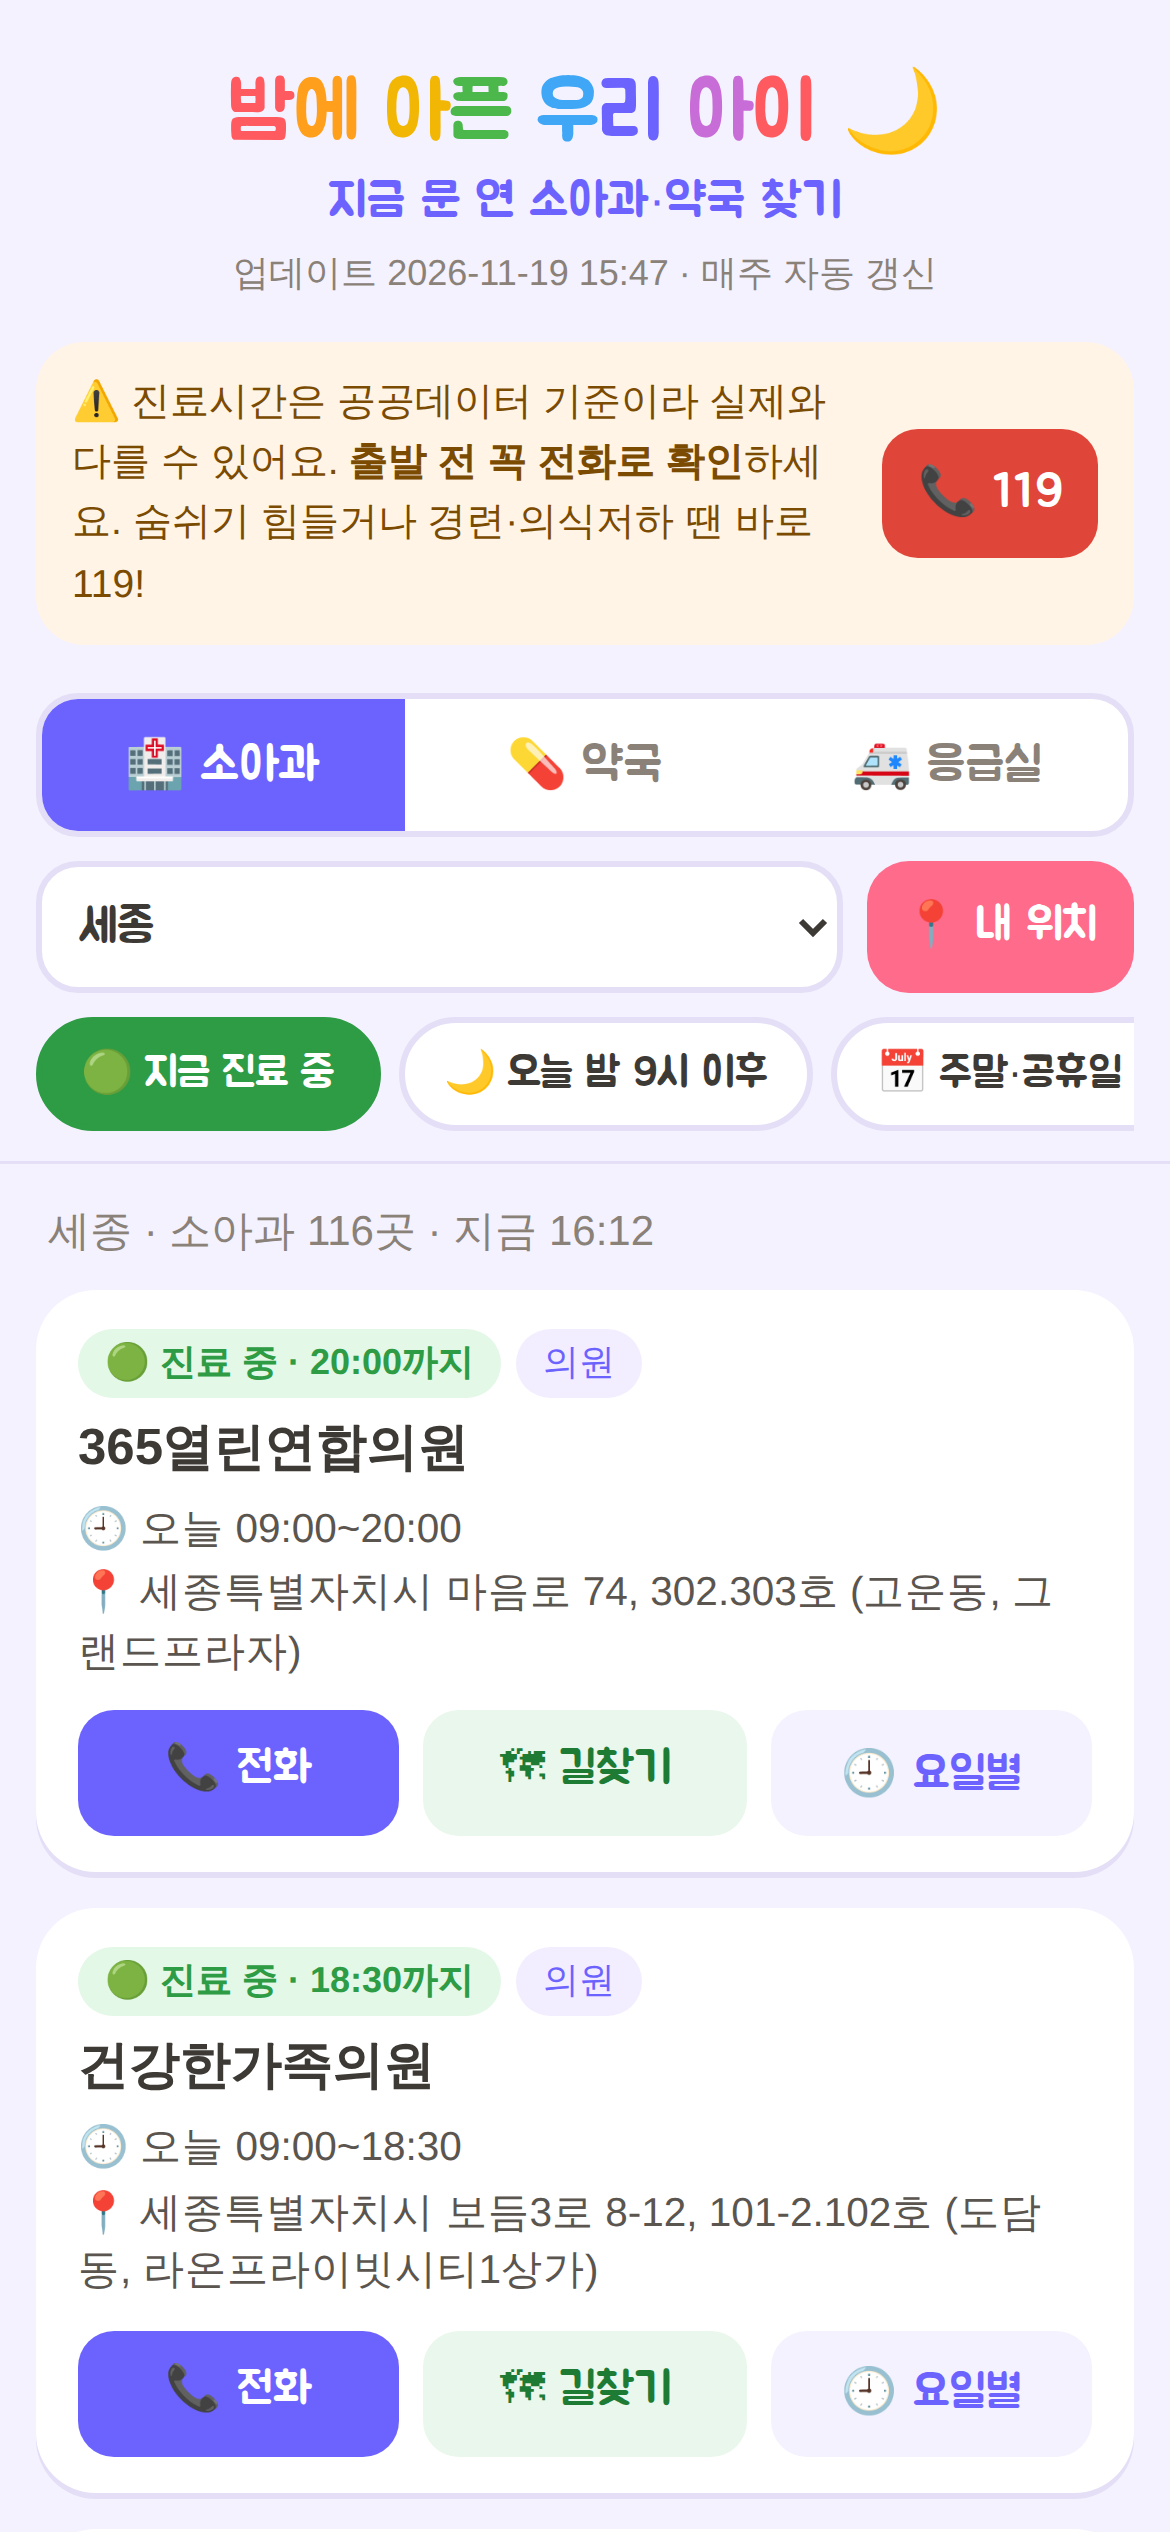 밤에 아픈 우리 아이 🌙
지금 문 연 소아과·약국 찾기
업데이트 2026-11-19 15:47 · 매주 자동 갱신
⚠️ 진료시간은 공공데이터 기준이라 실제와
다를 수 있어요. 출발 전 꼭 전화로 확인하세
요. 숨쉬기 힘들거나 경련·의식저하 땐 바로
119!
📞 119
🏥 소아과
💊 약국
🚑 응급실
세종
📍 내 위치
🟢 지금 진료 중
🌙 오늘 밤 9시 이후
📅 주말·공휴일
세종 · 소아과 116곳 · 지금 16:12
🟢 진료 중 · 20:00까지
의원
365열린연합의원
🕘 오늘 09:00~20:00
📍 세종특별자치시 마음로 74, 302.303호 (고운동, 그
랜드프라자)
📞 전화
🗺 길찾기
🕘 요일별
🟢 진료 중 · 18:30까지
의원
건강한가족의원
🕘 오늘 09:00~18:30
📍 세종특별자치시 보듬3로 8-12, 101-2.102호 (도담
동, 라온프라이빗시티1상가)
📞 전화
🗺 길찾기
🕘 요일별